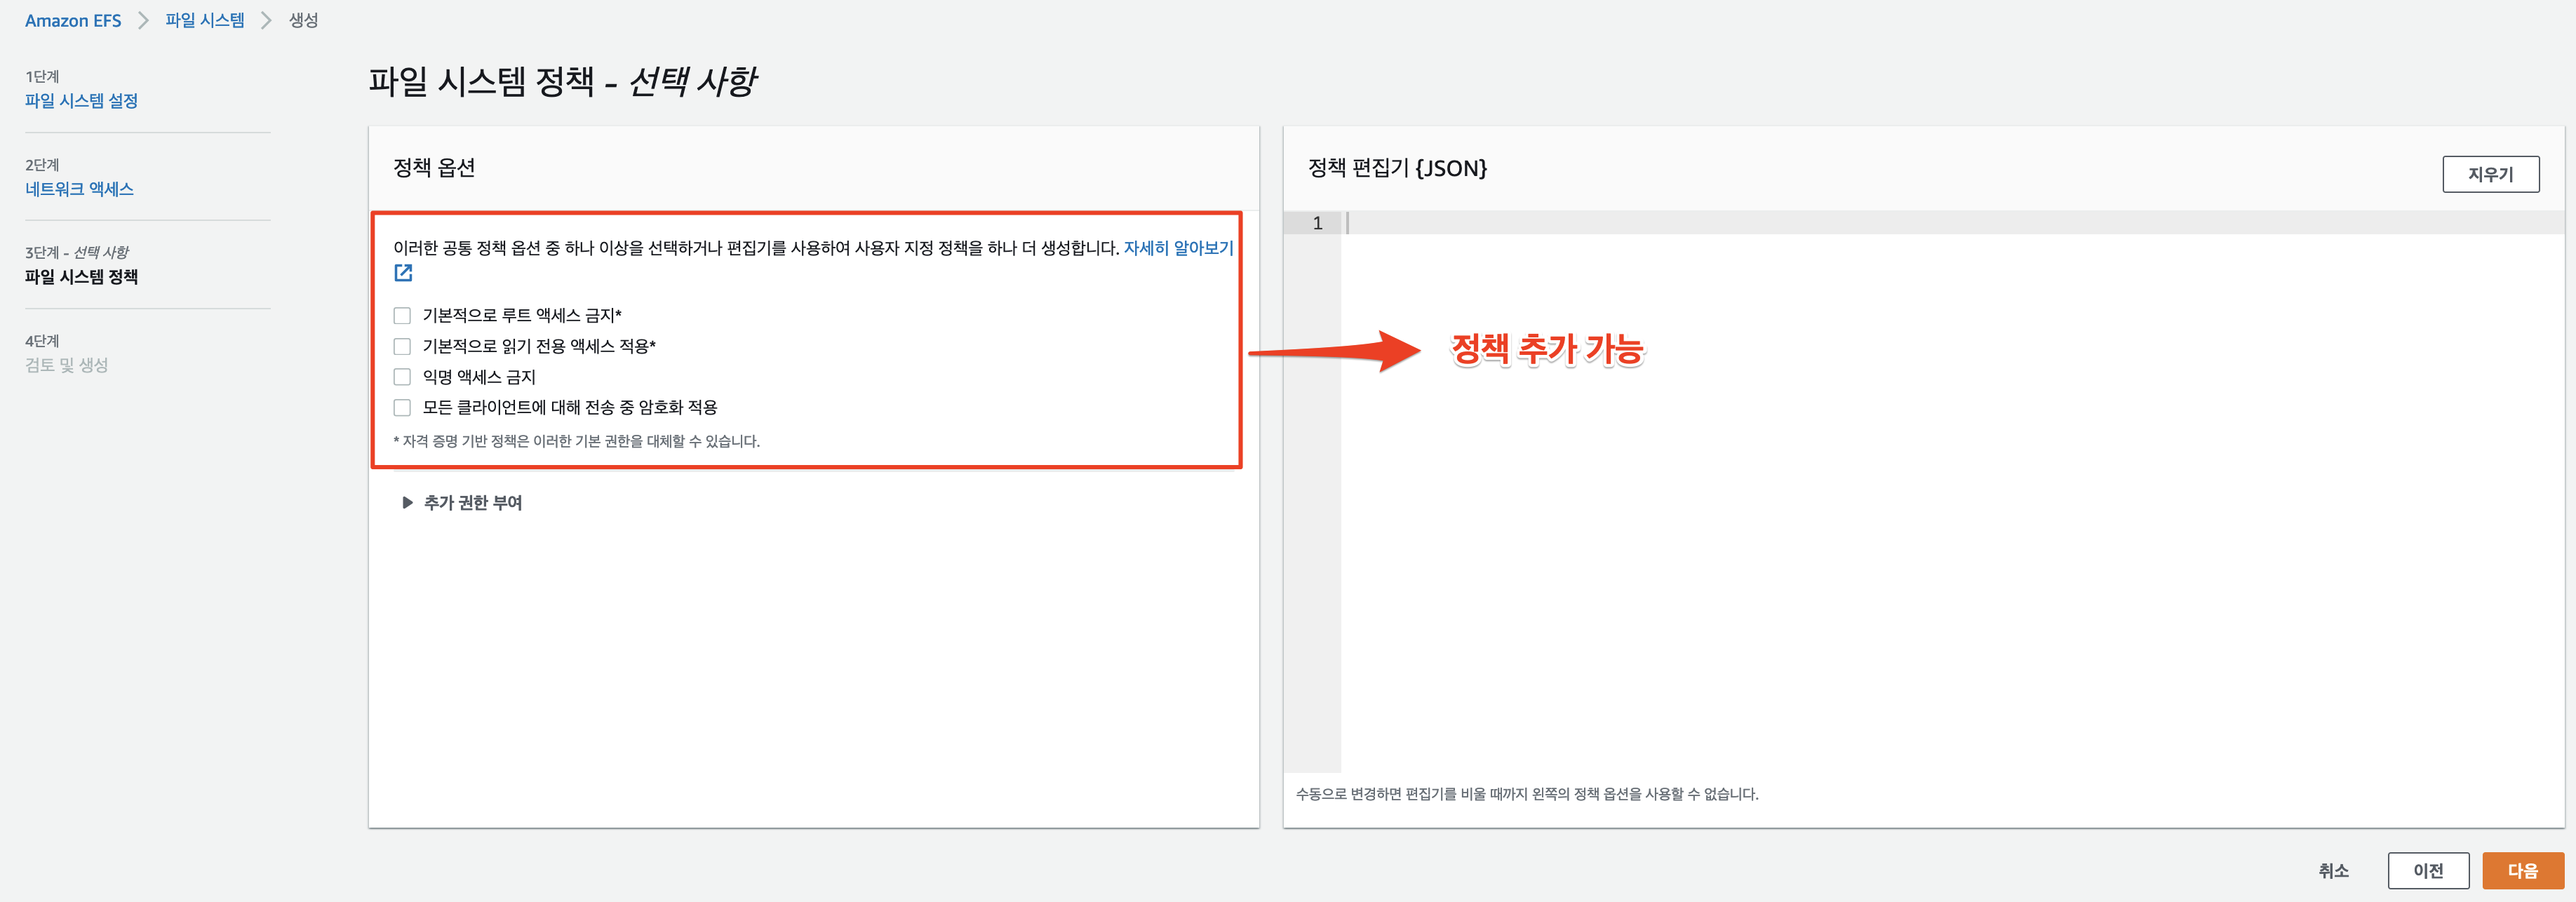 Amazon EFS > 파일 시스템 > 생성
1단계
파일 시스템 설정
2단계
네트워크 액세스
3단계 - 선택 사항
파일 시스템 정책
4단계
검토 및 생성
파일 시스템 정책 - 선택 사항
정책 옵션
이러한 공통 정책 옵션 중 하나 이상을 선택하거나 편집기를 사용하여 사용자 지정 정책을 하나 더 생성합니다. 자세히 알아보기
기본적으로 루트 액세스 금지*
기본적으로 읽기 전용 액세스 적용*
익명 액세스 금지
모든 클라이언트에 대해 전송 중 암호화 적용
* 자격 증명 기반 정책은 이러한 기본 권한을 대체할 수 있습니다.
추가 권한 부여
정책 편집기 {JSON}
지우기
1
정책 추가 가능
수동으로 변경하면 편집기를 비울 때까지 왼쪽의 정책 옵션을 사용할 수 없습니다.
취소
이전
다음